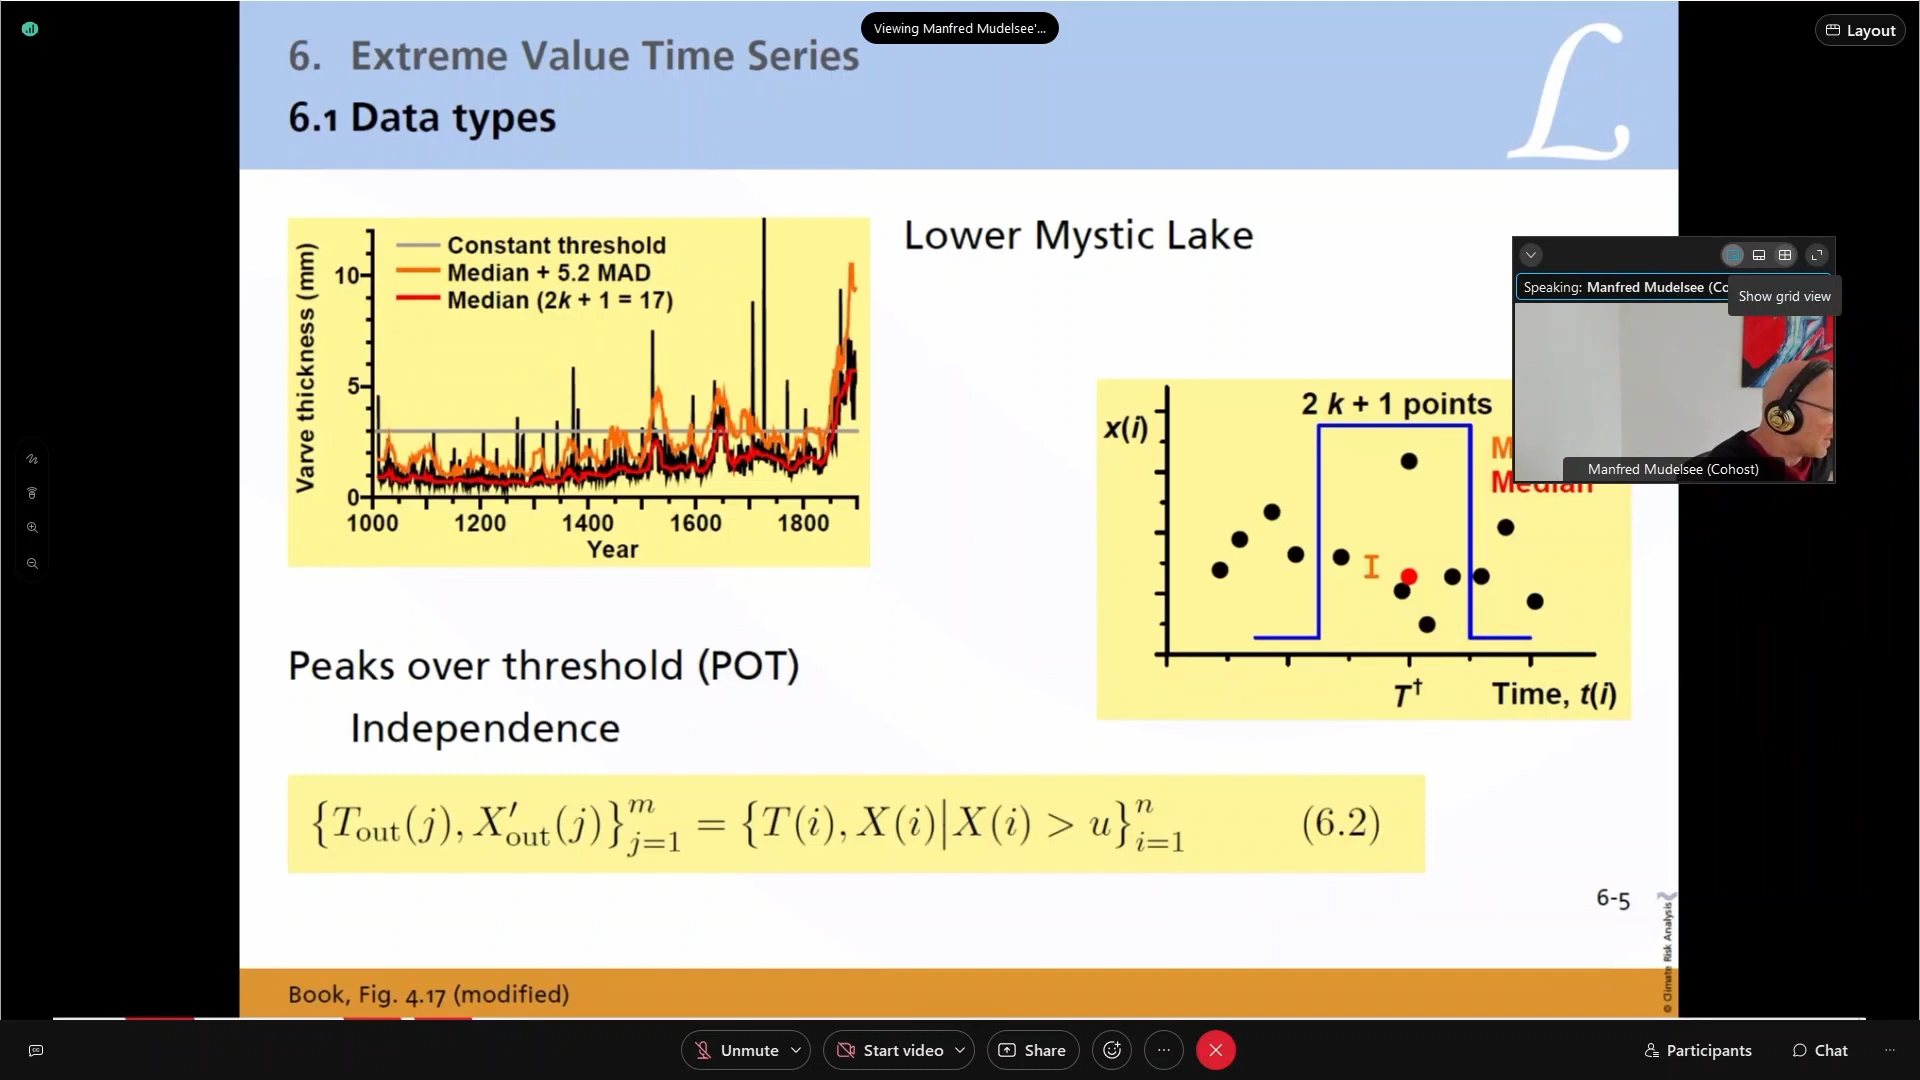 Viewing Manfred Mudelsee'...
Layout
6. Extreme Value Time Series
6.1 Data types
L
Lower Mystic Lake
Varve thickness (mm)
10
5
0
Constant threshold
Median + 5.2 MAD
Median (2k + 1 = 17)
1000 1200 1400 1600 1800
Year
Speaking: Manfred Mudelsee (Co
Show grid view
Manfred Mudelsee (Cohost)
2 k + 1 points
x(i)
Median
T† Time, t(i)
Peaks over threshold (POT)
Independence
{T_out(j), X′_out(j)}_{j=1}^{m} = {T(i), X(i)|X(i) > u}_{i=1}^{n} (6.2)
6-5
© Climate Risk Analysis
Book, Fig. 4.17 (modified)
Unmute Start video Share Participants Chat